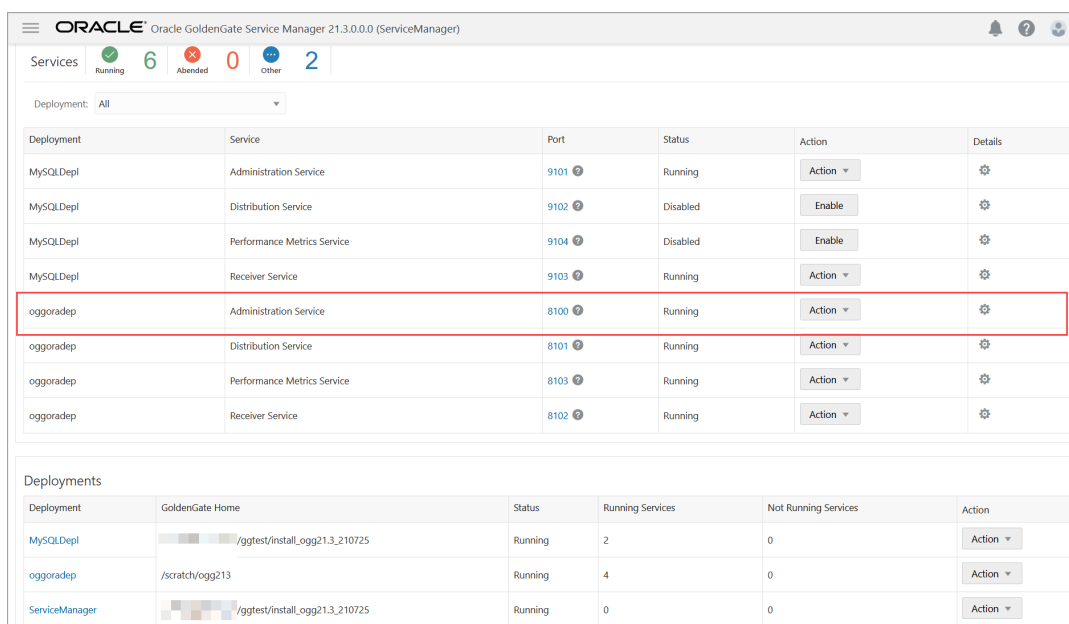 ORACLE® Oracle GoldenGate Service Manager 21.3.0.0.0 (ServiceManager)
Services Running 6 Abended 0 Other 2
Deployment: All
Deployment Service Port Status Action Details
MySQLDepl Administration Service 9101 Running Action
MySQLDepl Distribution Service 9102 Disabled Enable
MySQLDepl Performance Metrics Service 9104 Disabled Enable
MySQLDepl Receiver Service 9103 Running Action
oggoradep Administration Service 8100 Running Action
oggoradep Distribution Service 8101 Running Action
oggoradep Performance Metrics Service 8103 Running Action
oggoradep Receiver Service 8102 Running Action
Deployments
Deployment GoldenGate Home Status Running Services Not Running Services Action
MySQLDepl /ggtest/install_ogg21.3_210725 Running 2 0 Action
oggoradep /scratch/ogg213 Running 4 0 Action
ServiceManager /ggtest/install_ogg21.3_210725 Running 0 0 Action